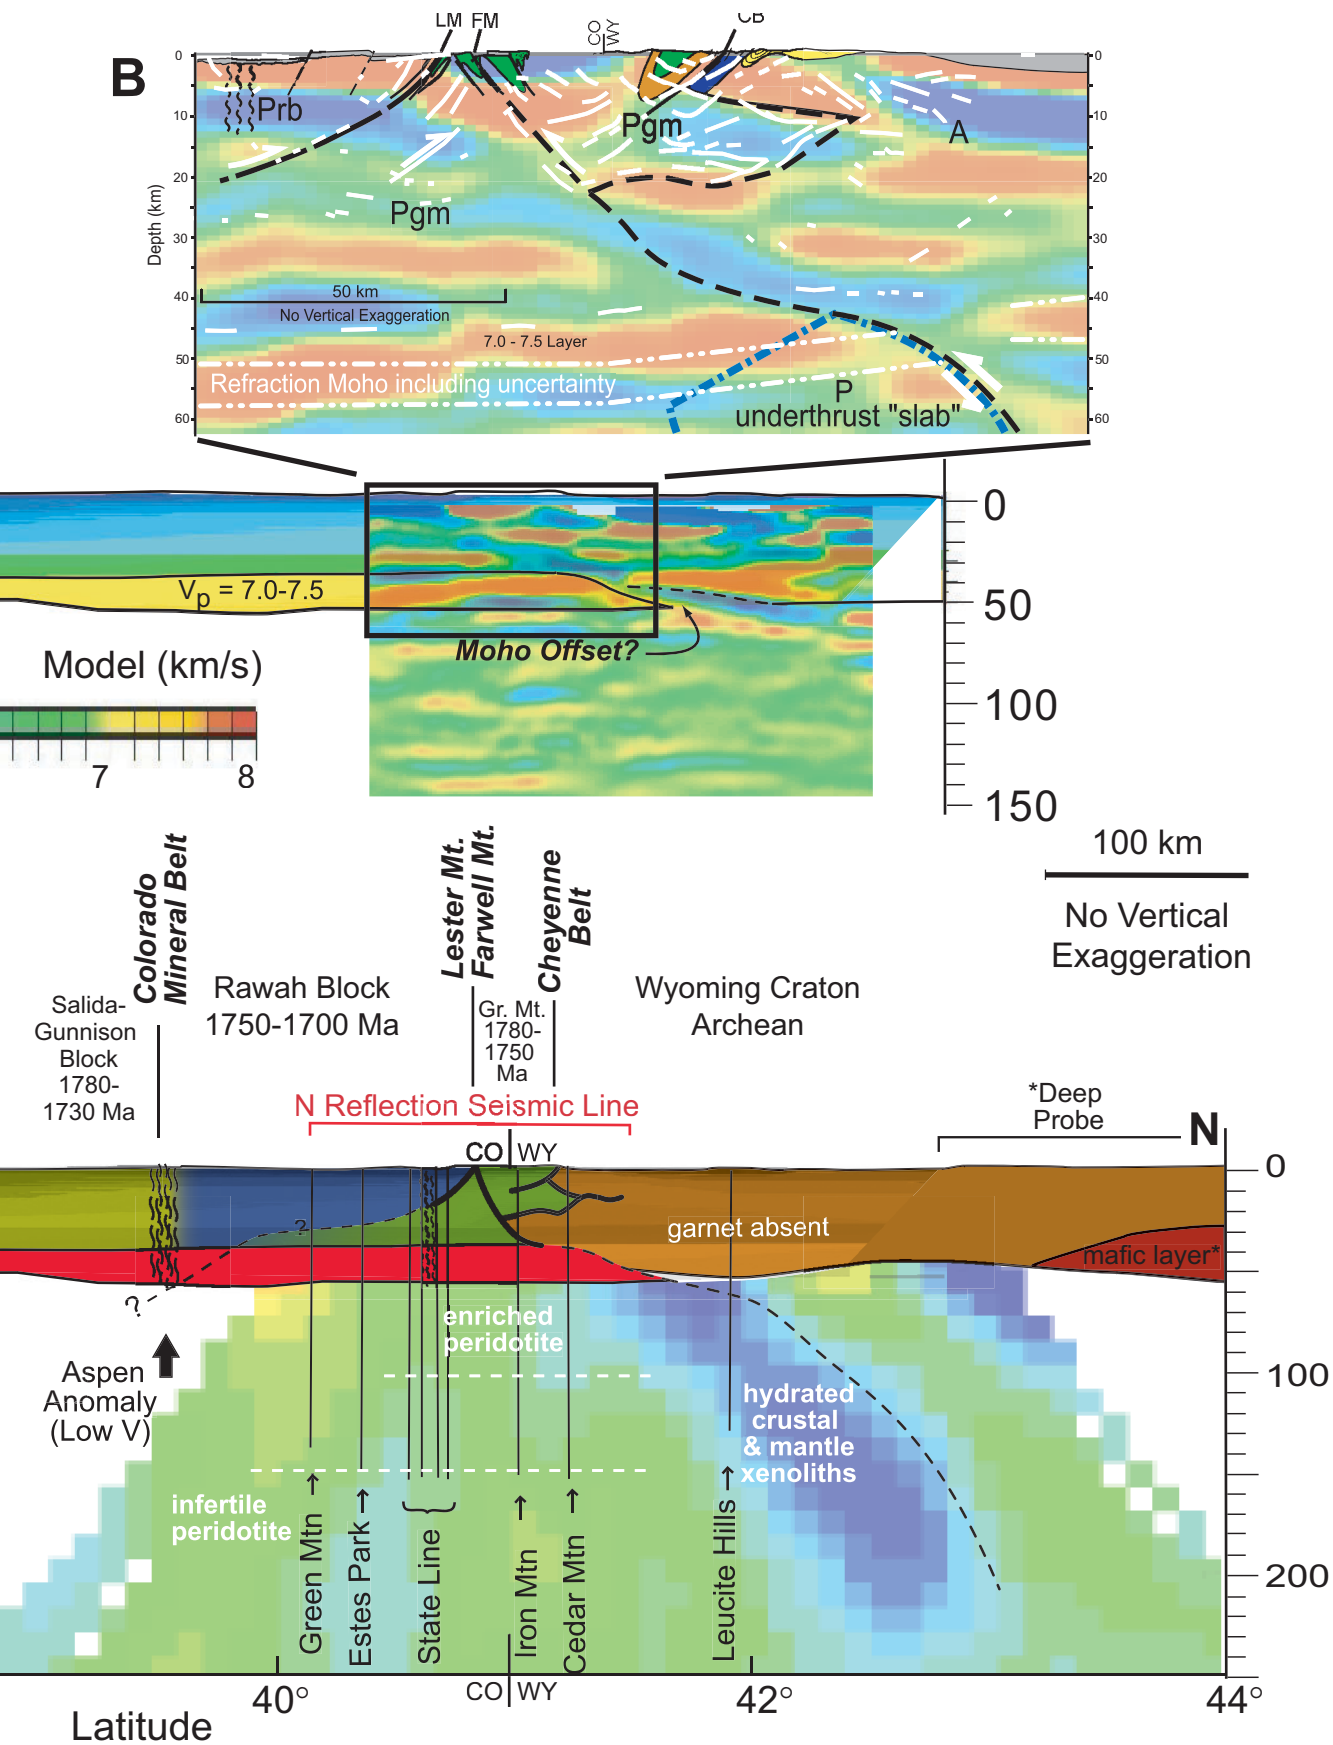 LM FM
CO
WY
CB
B
0
10
20
30
40
50
60
Depth (km)
0
10
20
30
40
50
60
Prb
Pgm
A
Pgm
50 km
No Vertical Exaggeration
7.0 - 7.5 Layer
Refraction Moho including uncertainty
P
underthrust "slab"
Vp = 7.0-7.5
Moho Offset?
0
50
100
150
Model (km/s)
7
8
100 km
No Vertical
Exaggeration
Colorado
Mineral Belt
Lester Mt.
Farwell Mt.
Cheyenne
Belt
Salida-
Gunnison
Block
1780-
1730 Ma
Rawah Block
1750-1700 Ma
Gr. Mt.
1780-
1750
Ma
Wyoming Craton
Archean
N Reflection Seismic Line
*Deep
Probe
N
CO WY
0
100
200
?
garnet absent
mafic layer*
?
enriched
peridotite
Aspen
Anomaly
(Low V)
hydrated
crustal
& mantle
xenoliths
infertile
peridotite
Green Mtn
Estes Park
State Line
Iron Mtn
Cedar Mtn
Leucite Hills
40°
CO WY
42°
44°
Latitude